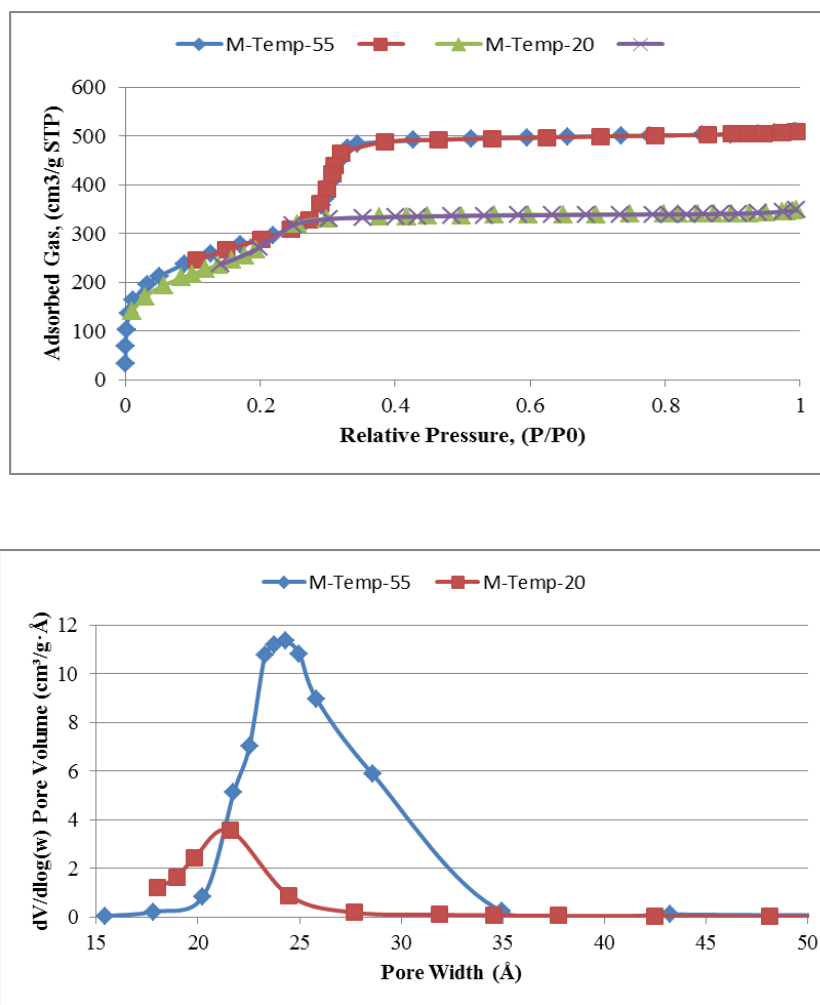 M-Temp-55 M-Temp-20
600
500
400
300
200
100
0
Adsorbed Gas, (cm3/g STP)
0 0.2 0.4 0.6 0.8 1
Relative Pressure, (P/P0)
M-Temp-55 M-Temp-20
12
10
8
6
4
2
0
dV/dlog(w) Pore Volume (cm³/g·Å)
15 20 25 30 35 40 45 50
Pore Width (Å)